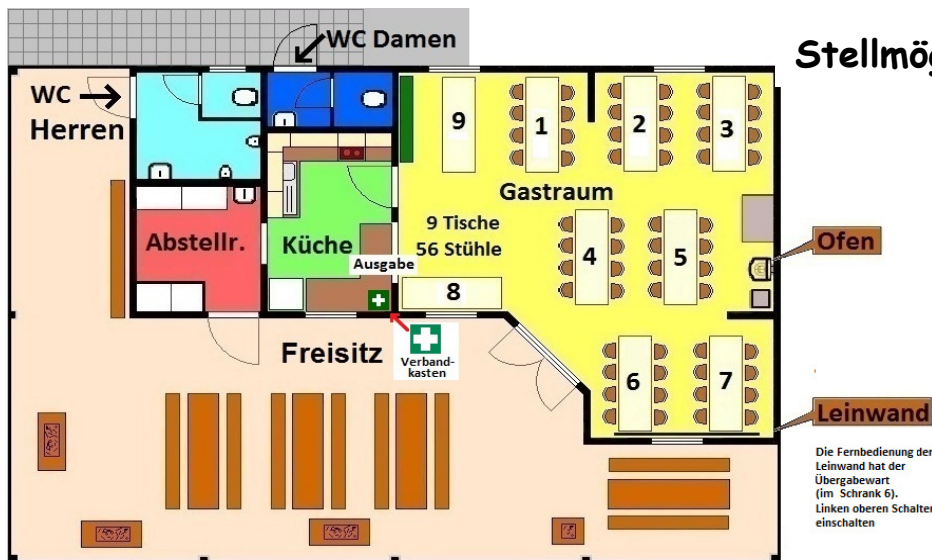 Stellmög
WC Damen
WC
Herren
9
1
2
3
Gastraum
9 Tische
56 Stühle
Abstellr.
Küche
Ausgabe
4
5
Ofen
8
Freisitz
Verband-
kasten
6
7
Leinwand
Die Fernbedienung der
Leinwand hat der
Übergabewart
(im Schrank 6).
Linken oberen Schalter
einschalten